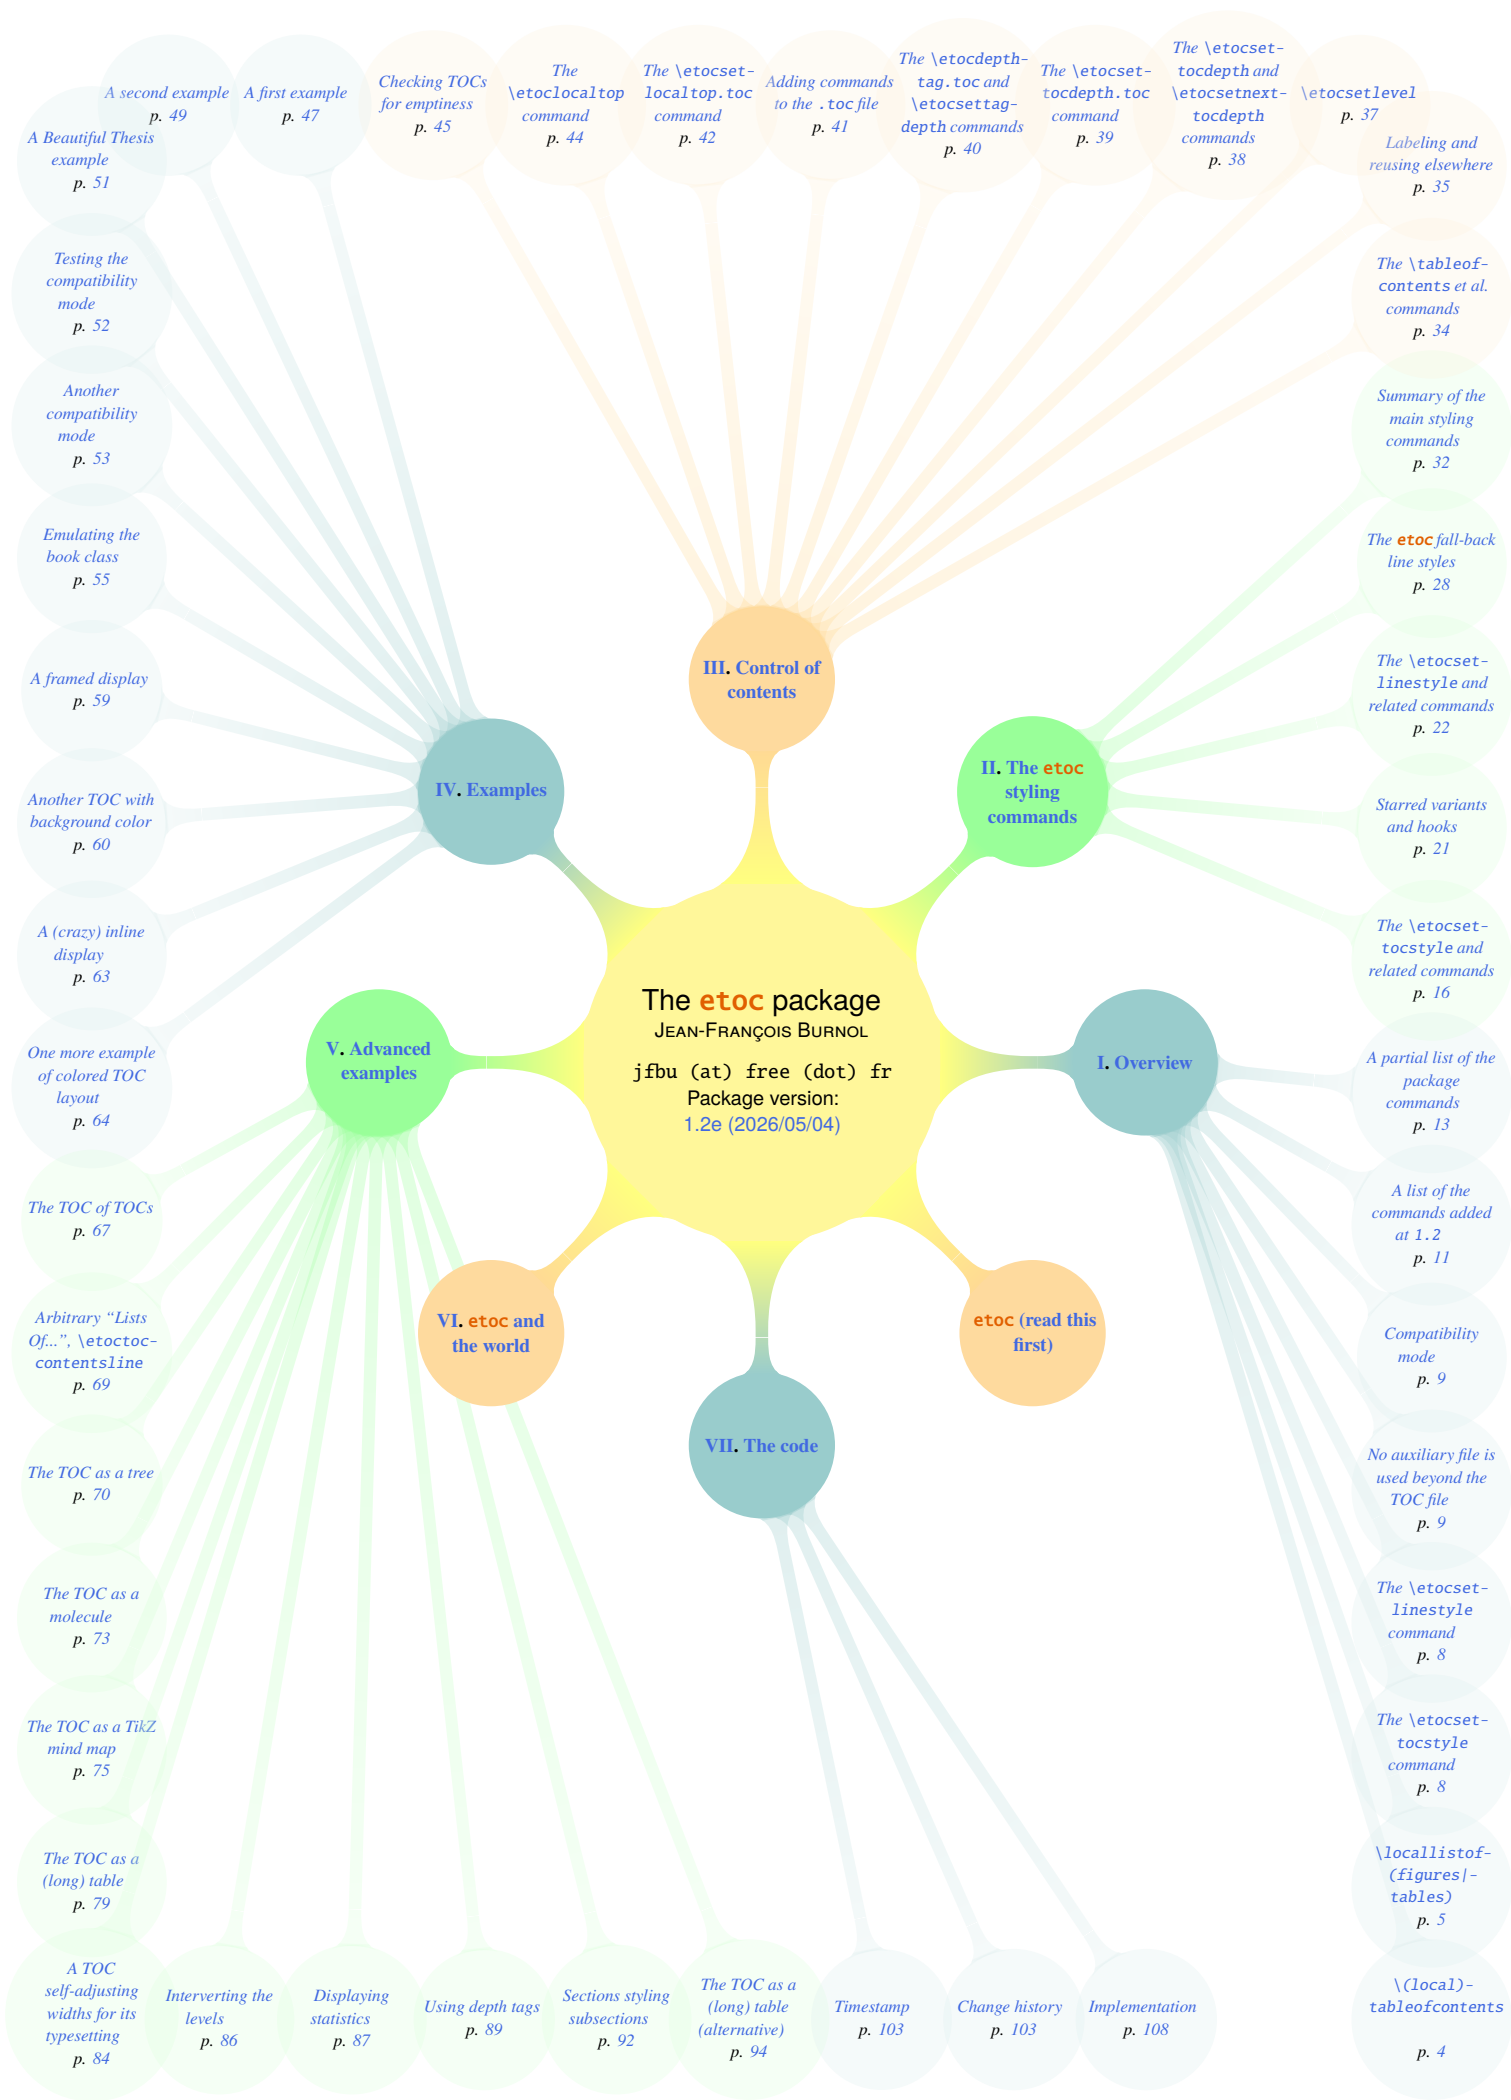 The etoc package
JEAN-FRANÇOIS BURNOL
jfbu (at) free (dot) fr
Package version:
1.2e (2026/05/04)
etoc (read this
first)
I. Overview
\(local)-
tableofcontents
p. 4
\locallistof-
(figures|-
tables)
p. 5
The \etocset-
tocstyle
command
p. 8
The \etocset-
linestyle
command
p. 8
No auxiliary file is
used beyond the
TOC file
p. 9
Compatibility
mode
p. 9
A list of the
commands added
at 1.2
p. 11
A partial list of the
package
commands
p. 13
II. The etoc
styling
commands
The \etocset-
tocstyle and
related commands
p. 16
Starred variants
and hooks
p. 21
The \etocset-
linestyle and
related commands
p. 22
The etoc fall-back
line styles
p. 28
Summary of the
main styling
commands
p. 32
III. Control of
contents
The \tableof-
contents et al.
commands
p. 34
Labeling and
reusing elsewhere
p. 35
\etocsetlevel
p. 37
The \etocset-
tocdepth and
\etocsetnext-
tocdepth
commands
p. 38
The \etocset-
tocdepth.toc
command
p. 39
The \etocdepth-
tag.toc and
\etocsettag-
depth commands
p. 40
Adding commands
to the .toc file
p. 41
The \etocset-
localtop.toc
command
p. 42
The
\etoclocaltop
command
p. 44
Checking TOCs
for emptiness
p. 45
IV. Examples
A first example
p. 47
A second example
p. 49
A Beautiful Thesis
example
p. 51
Testing the
compatibility
mode
p. 52
Another
compatibility
mode
p. 53
Emulating the
book class
p. 55
A framed display
p. 59
Another TOC with
background color
p. 60
A (crazy) inline
display
p. 63
One more example
of colored TOC
layout
p. 64
V. Advanced
examples
The TOC of TOCs
p. 67
Arbitrary “Lists
Of...”, \etoctoc-
contentsline
p. 69
The TOC as a tree
p. 70
The TOC as a
molecule
p. 73
The TOC as a TikZ
mind map
p. 75
The TOC as a
(long) table
p. 79
A TOC
self-adjusting
widths for its
typesetting
p. 84
Interverting the
levels
p. 86
Displaying
statistics
p. 87
Using depth tags
p. 89
Sections styling
subsections
p. 92
The TOC as a
(long) table
(alternative)
p. 94
VI. etoc and
the world
VII. The code
Timestamp
p. 103
Change history
p. 103
Implementation
p. 108